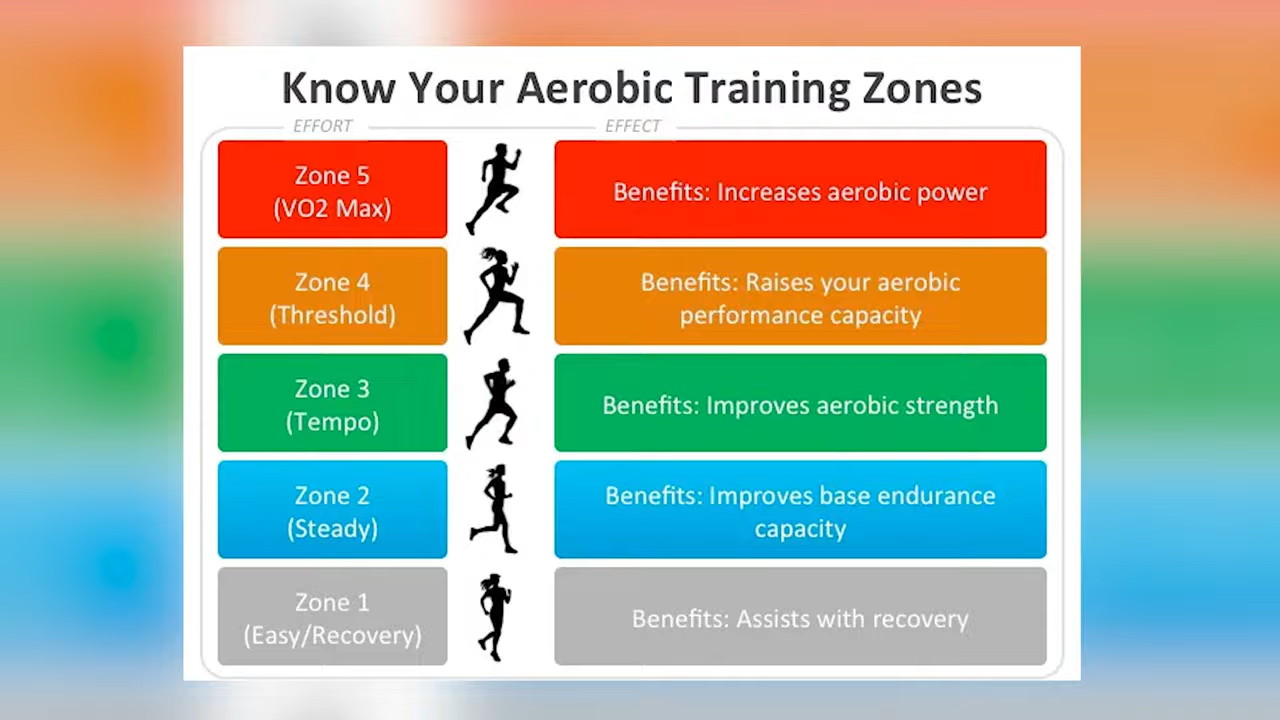 Know Your Aerobic Training Zones
EFFORT
EFFECT
Zone 5
(VO2 Max)
Benefits: Increases aerobic power
Zone 4
(Threshold)
Benefits: Raises your aerobic
performance capacity
Zone 3
(Tempo)
Benefits: Improves aerobic strength
Zone 2
(Steady)
Benefits: Improves base endurance
capacity
Zone 1
(Easy/Recovery)
Benefits: Assists with recovery